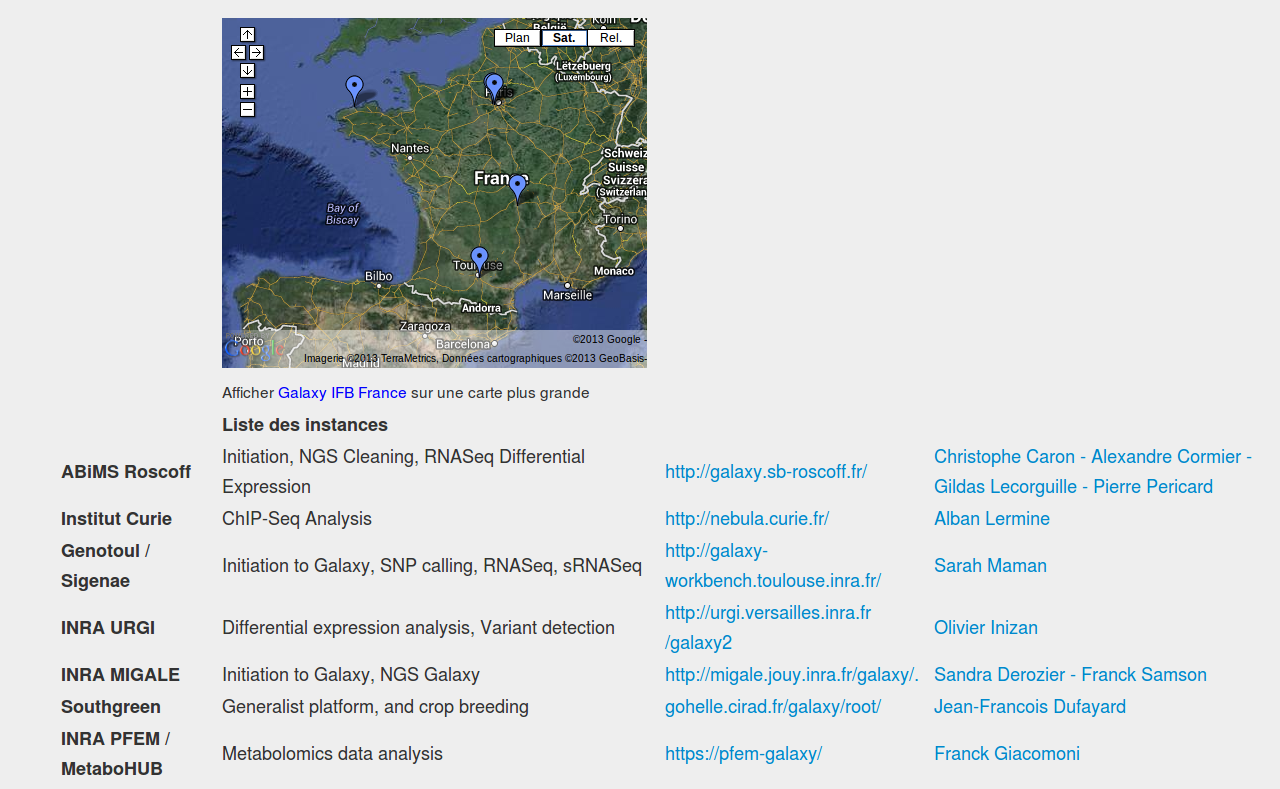 Köln
België
Plan
Sat.
Rel.
Lëtzebuerg
(Luxembourg)
Paris
Nantes
Schweiz
Suisse
Svizzera
(Switzerlan
France
Bay of
Biscay
Torino
Toulouse
Monaco
Bilbo
Marseille
Andorra
Zaragoza
Porto
Barcelona
Google
©2013 Google -
Imagerie ©2013 TerraMetrics, Données cartographiques ©2013 GeoBasis-
Madrid
Afficher Galaxy IFB France sur une carte plus grande
Liste des instances
ABiMS Roscoff
Initiation, NGS Cleaning, RNASeq Differential
Expression
http://galaxy.sb-roscoff.fr/
Christophe Caron - Alexandre Cormier -
Gildas Lecorguille - Pierre Pericard
Institut Curie
ChIP-Seq Analysis
http://nebula.curie.fr/
Alban Lermine
Genotoul /
Sigenae
Initiation to Galaxy, SNP calling, RNASeq, sRNASeq
http://galaxy-
workbench.toulouse.inra.fr/
Sarah Maman
INRA URGI
Differential expression analysis, Variant detection
http://urgi.versailles.inra.fr
/galaxy2
Olivier Inizan
INRA MIGALE
Initiation to Galaxy, NGS Galaxy
http://migale.jouy.inra.fr/galaxy/.
Sandra Derozier - Franck Samson
Southgreen
Generalist platform, and crop breeding
gohelle.cirad.fr/galaxy/root/
Jean-Francois Dufayard
INRA PFEM /
MetaboHUB
Metabolomics data analysis
https://pfem-galaxy/
Franck Giacomoni